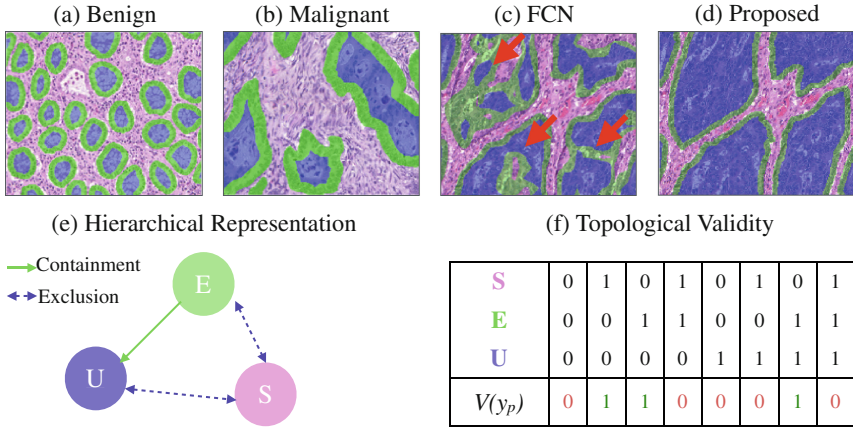 (a) Benign (b) Malignant (c) FCN (d) Proposed
(e) Hierarchical Representation (f) Topological Validity
Containment
Exclusion
E
U
S
S 0 1 0 1 0 1 0 1
E 0 0 1 1 0 0 1 1
U 0 0 0 0 1 1 1 1
V(y_p) 0 1 1 0 0 0 1 0